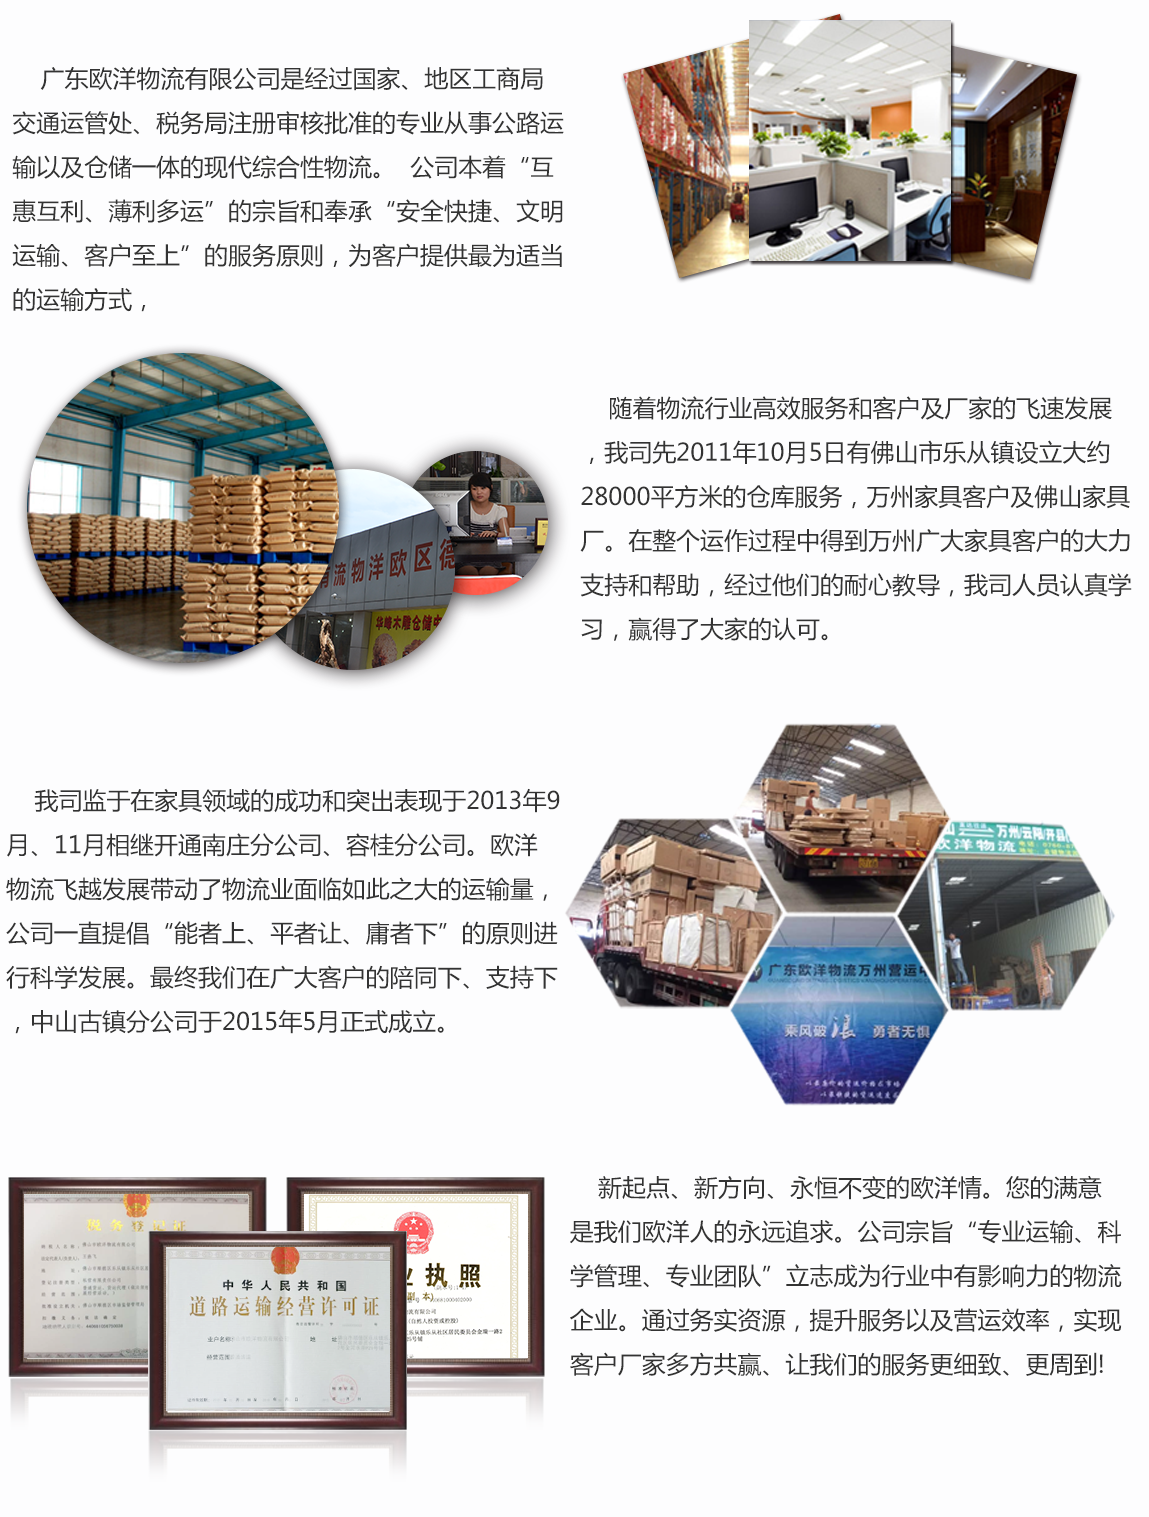 广东欧洋物流有限公司是经过国家、地区工商局
交通运管处、税务局注册审核批准的专业从事公路运
输以及仓储一体的现代综合性物流。 公司本着“互
惠互利、薄利多运”的宗旨和奉承“安全快捷、文明
运输、客户至上”的服务原则，为客户提供最为适当
的运输方式，
随着物流行业高效服务和客户及厂家的飞速发展
，我司先2011年10月5日有佛山市乐从镇设立大约
28000平方米的仓库服务，万州家具客户及佛山家具
厂。在整个运作过程中得到万州广大家具客户的大力
支持和帮助，经过他们的耐心教导，我司人员认真学
习，赢得了大家的认可。
流物洋欧区德
华峰木雕仓储中
我司监于在家具领域的成功和突出表现于2013年9
月、11月相继开通南庄分公司、容桂分公司。欧洋
物流飞越发展带动了物流业面临如此之大的运输量，
公司一直提倡“能者上、平者让、庸者下”的原则进
行科学发展。最终我们在广大客户的陪同下、支持下
，中山古镇分公司于2015年5月正式成立。
万州/云阳/开县
欧洋物流
广东欧洋物流万州营运中
乘风破浪 勇者无惧
新起点、新方向、永恒不变的欧洋情。您的满意
是我们欧洋人的永远追求。公司宗旨“专业运输、科
学管理、专业团队”立志成为行业中有影响力的物流
企业。通过务实资源，提升服务以及营运效率，实现
客户厂家多方共赢、让我们的服务更细致、更周到!
税务登记证
业执照
副 本)
(自然人投资或控股)
中华人民共和国
道路运输经营许可证
业户名称
地 址
经营范围